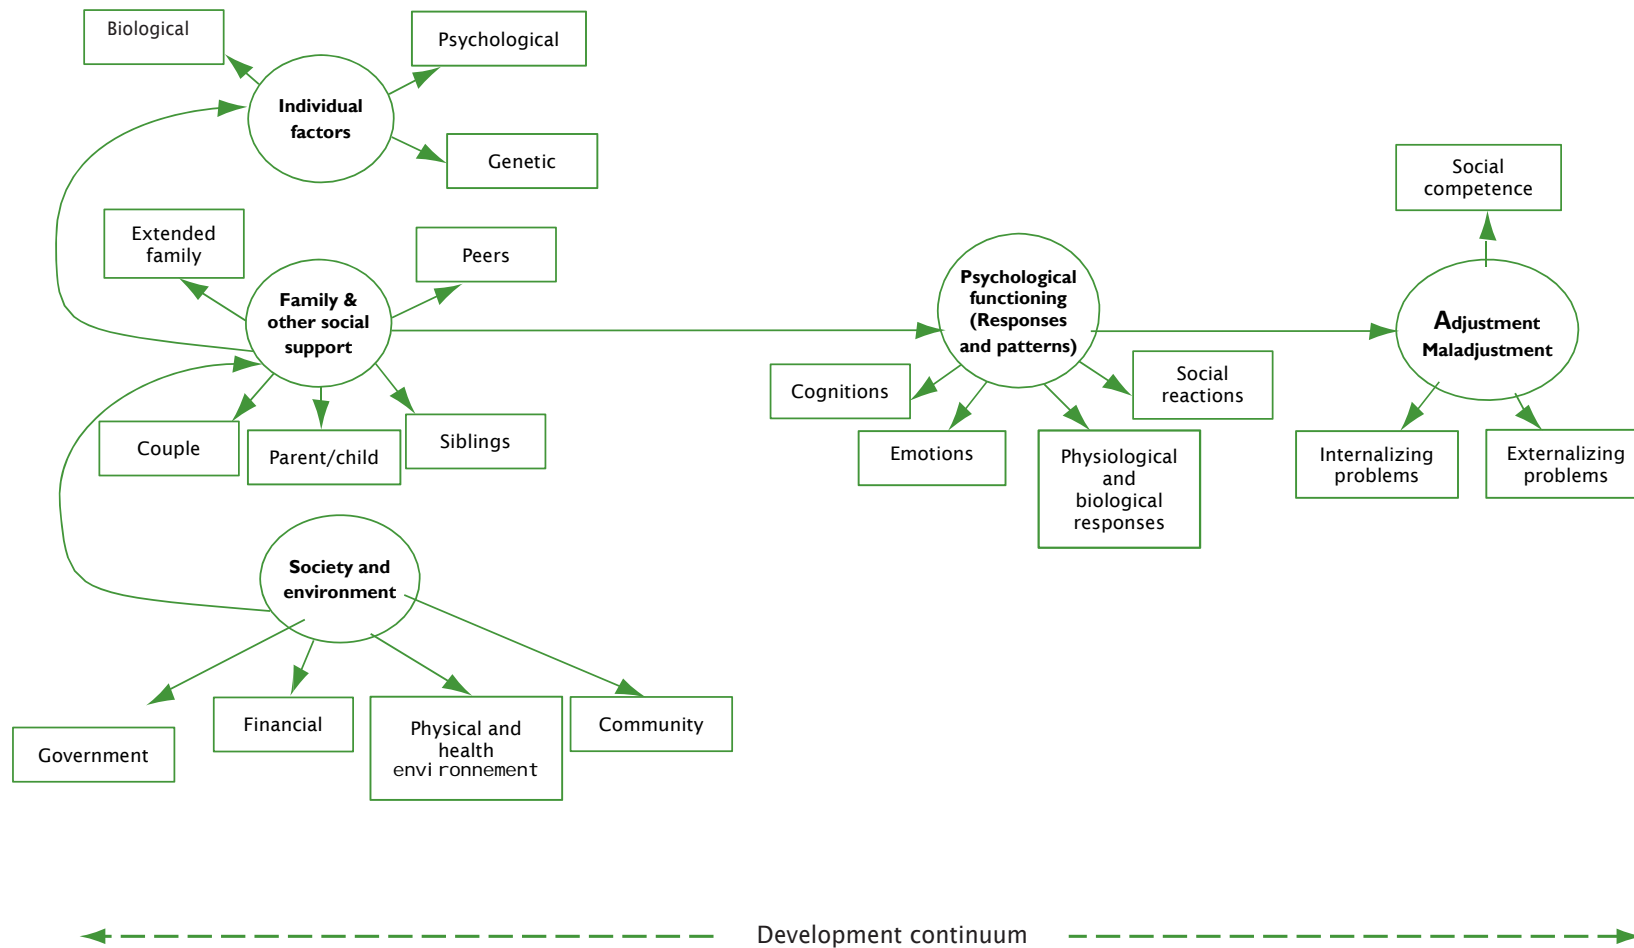 Biological
Psychological
Individual
factors
Genetic
Extended
family
Peers
Family &
other social
support
Couple
Parent/child
Siblings
Society and
environment
Government
Financial
Physical and
health
environnement
Community
Psychological
functioning
(Responses
and patterns)
Cognitions
Emotions
Physiological
and
biological
responses
Social
reactions
Social
competence
Adjustment
Maladjustment
Internalizing
problems
Externalizing
problems
Development continuum